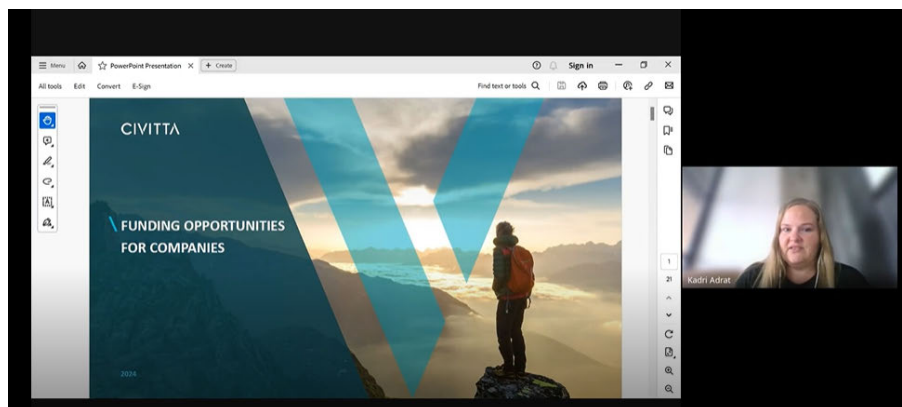 Menu
PowerPoint Presentation
Create
Sign in
All tools
Edit
Convert
E-Sign
Find text or tools
CIVITTA
FUNDING OPPORTUNITIES
FOR COMPANIES
2024
1
21
Kadri Adrat